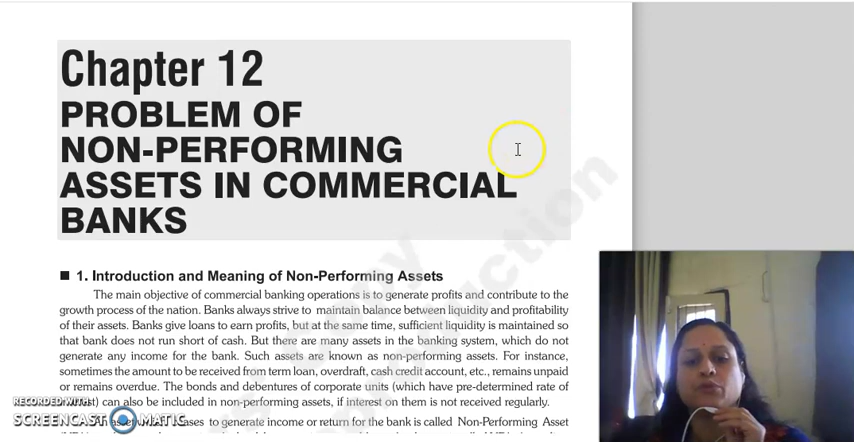 Chapter 12
PROBLEM OF
NON-PERFORMING
ASSETS IN COMMERCIAL
BANKS
1. Introduction and Meaning of Non-Performing Assets
The main objective of commercial banking operations is to generate profits and contribute to the
growth process of the nation. Banks always strive to maintain balance between liquidity and profitability
of their assets. Banks give loans to earn profits, but at the same time, sufficient liquidity is maintained so
that bank does not run short of cash. But there are many assets in the banking system, which do not
generate any income for the bank. Such assets are known as non-performing assets. For instance,
sometimes the amount to be received from term loan, overdraft, cash credit account, etc., remains unpaid
or remains overdue. The bonds and debentures of corporate units (which have pre-determined rate of
can also be included in non-performing assets, if interest on them is not received regularly.
to generate income or return for the bank is called Non-Performing Asset
RECORDED WITH
SCREENCAST MATIC